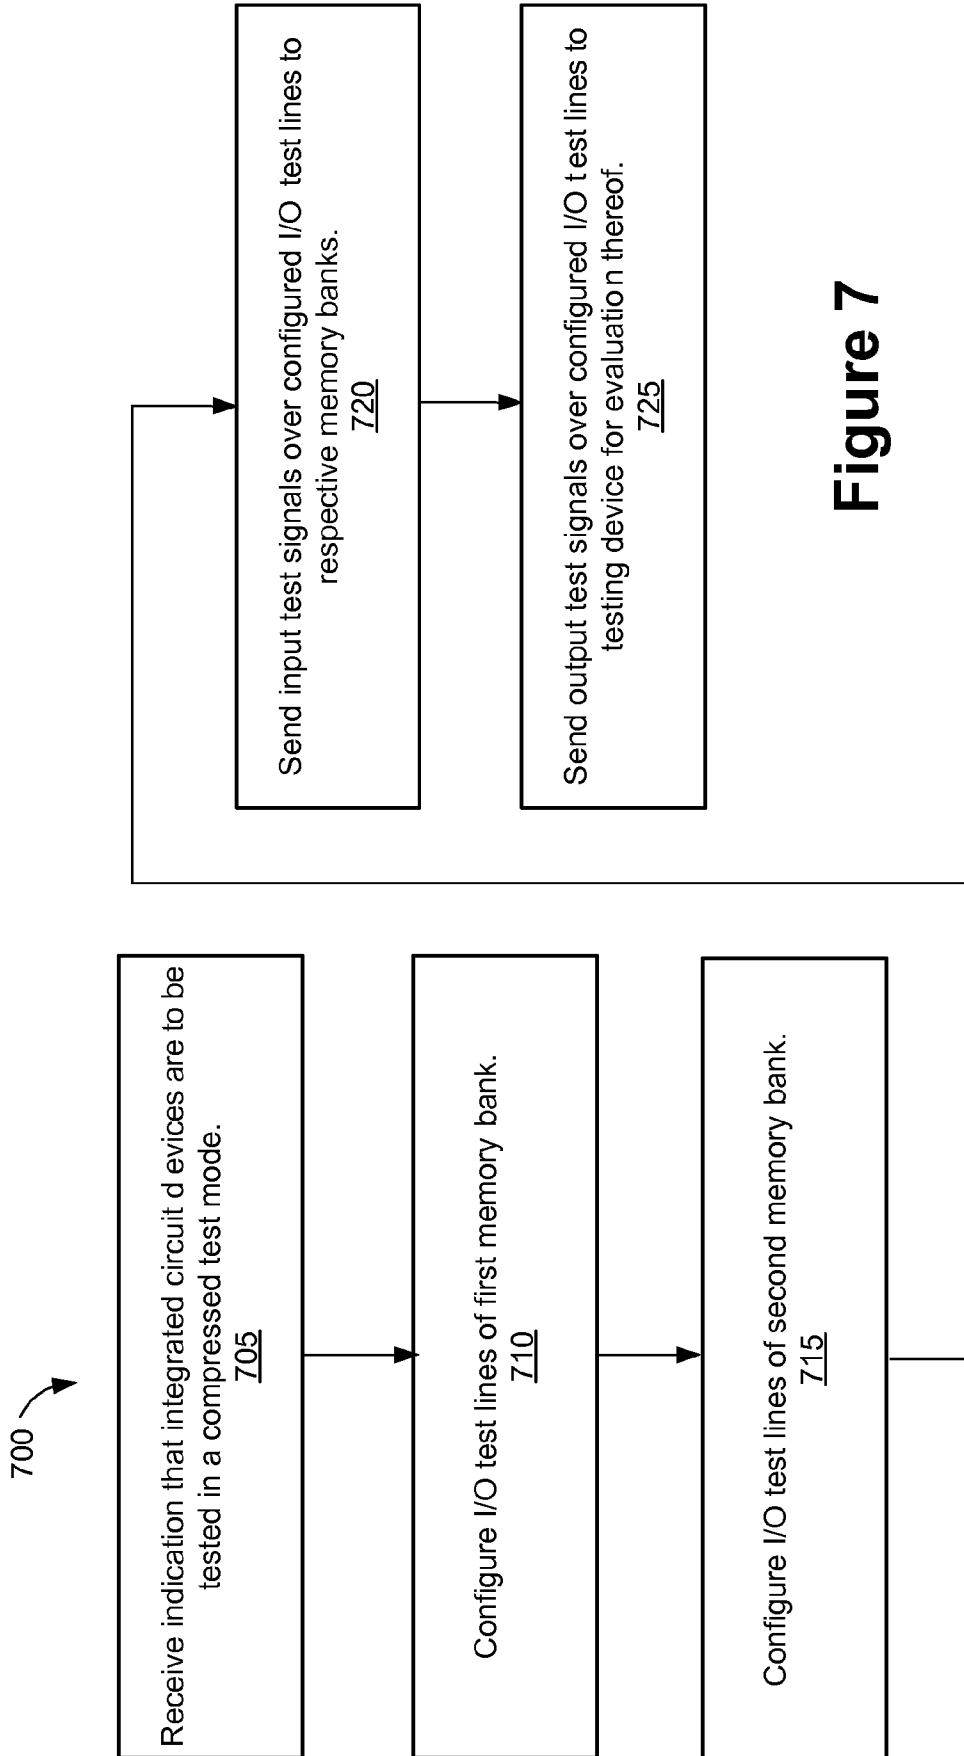 700
Receive indication that integrated circuit d evices are to be
tested in a compressed test mode.
705
Configure I/O test lines of first memory bank.
710
Configure I/O test lines of second memory bank.
715
Send input test signals over configured I/O test lines to
respective memory banks.
720
Send output test signals over configured I/O test lines to
testing device for evaluation thereof.
725
Figure 7